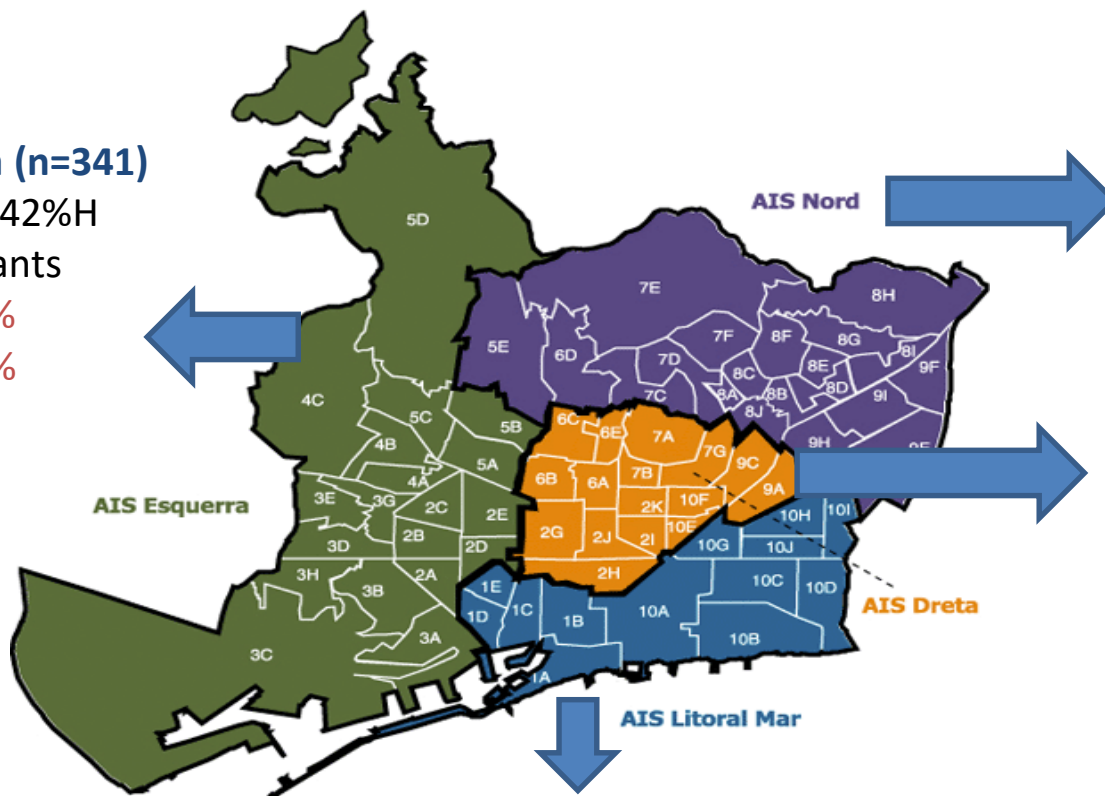 (n=341)
42%H
%
%
AIS Nord
AIS Esquerra
AIS Dreta
AIS Litoral Mar
5D
7E
8H
5E
6D
7F
8F
8G
8I
9F
7D
8C
8E
8D
8A
8B
9I
7C
8J
9H
4C
5C
5B
6C
6E
7A
7G
9C
4B
5A
7B
9A
4A
6B
6A
10F
3E
3G
2C
2E
2K
10H
10I
2G
2J
2I
10E
10G
10J
3D
2B
2D
2H
3H
2A
1E
10C
10D
3B
1D
1C
1B
10A
3A
10B
3C
1A